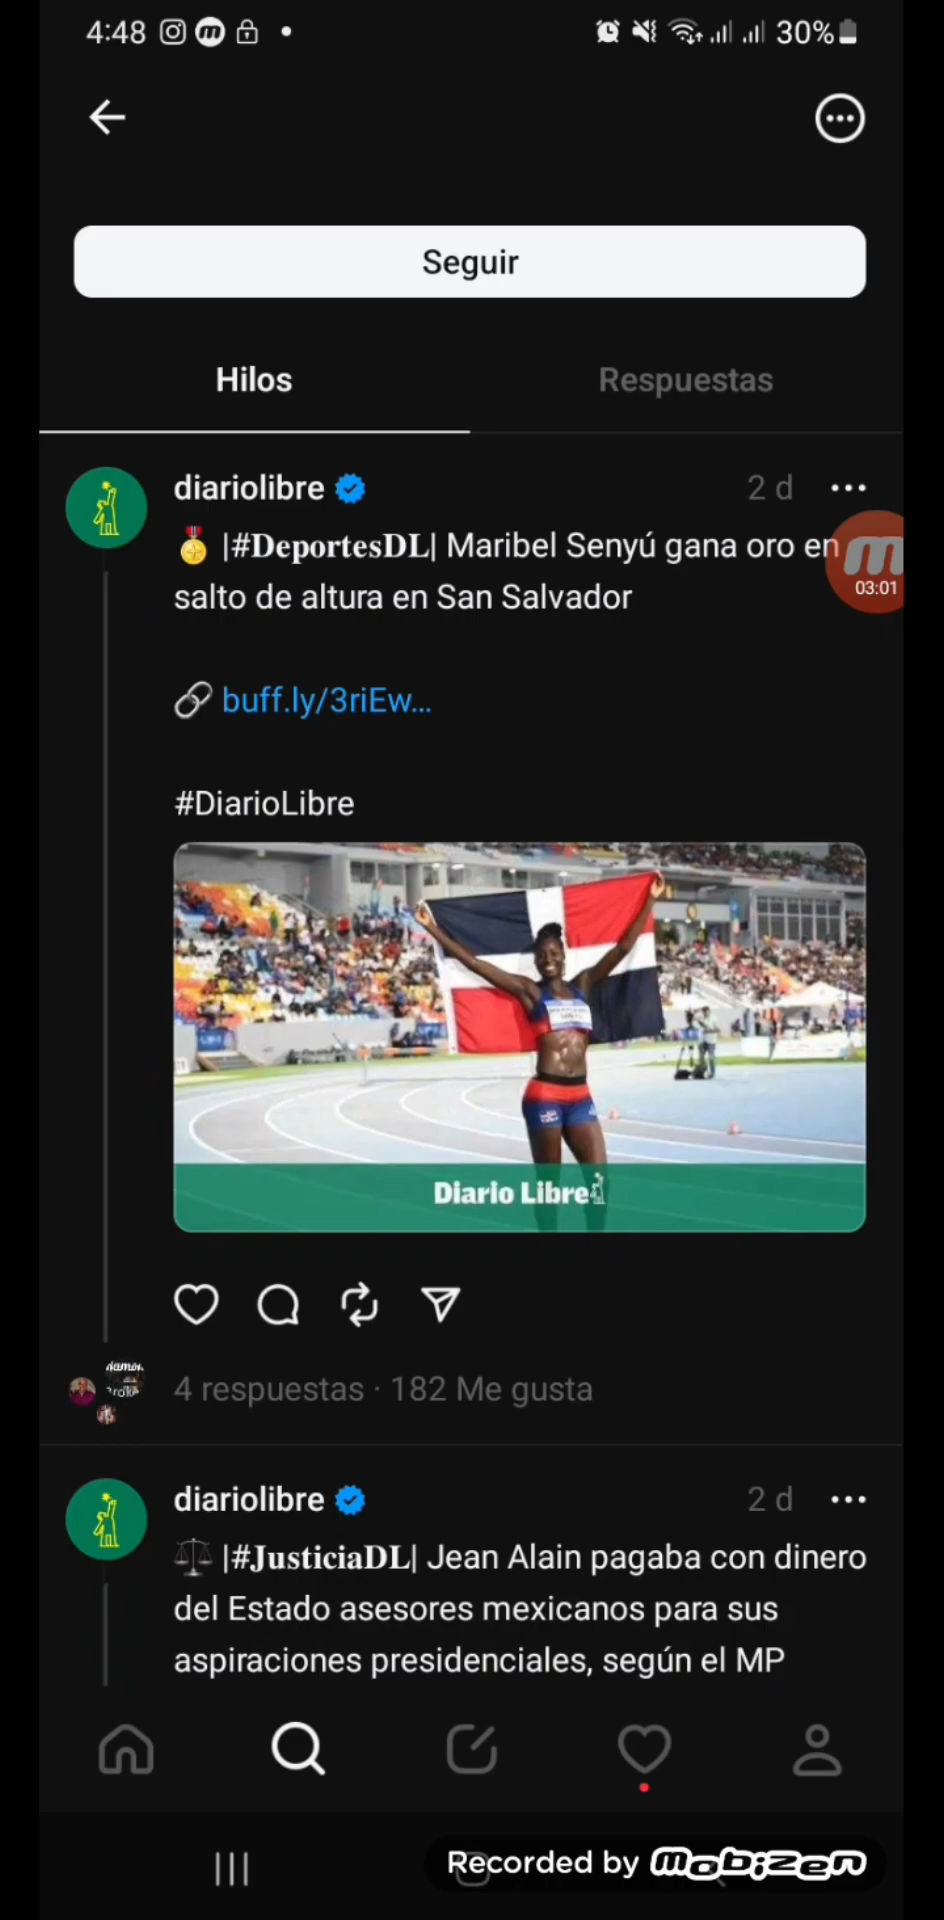 4:48
30%
Seguir
Hilos Respuestas
diariolibre 2 d
|#DeportesDL| Maribel Senyú gana oro en
salto de altura en San Salvador
03:01
buff.ly/3riEw...
#DiarioLibre
Diario Libre
4 respuestas · 182 Me gusta
diariolibre 2 d
|#JusticiaDL| Jean Alain pagaba con dinero
del Estado asesores mexicanos para sus
aspiraciones presidenciales, según el MP
Recorded by mobizen